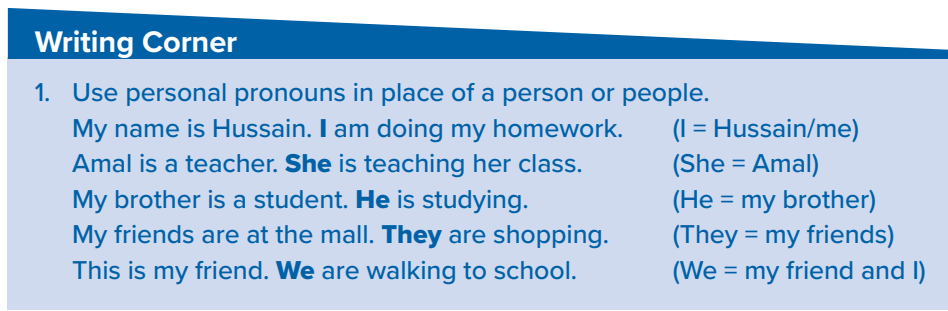 Writing Corner
1. Use personal pronouns in place of a person or people.
My name is Hussain. I am doing my homework. (I = Hussain/me)
Amal is a teacher. She is teaching her class. (She = Amal)
My brother is a student. He is studying. (He = my brother)
My friends are at the mall. They are shopping. (They = my friends)
This is my friend. We are walking to school. (We = my friend and I)